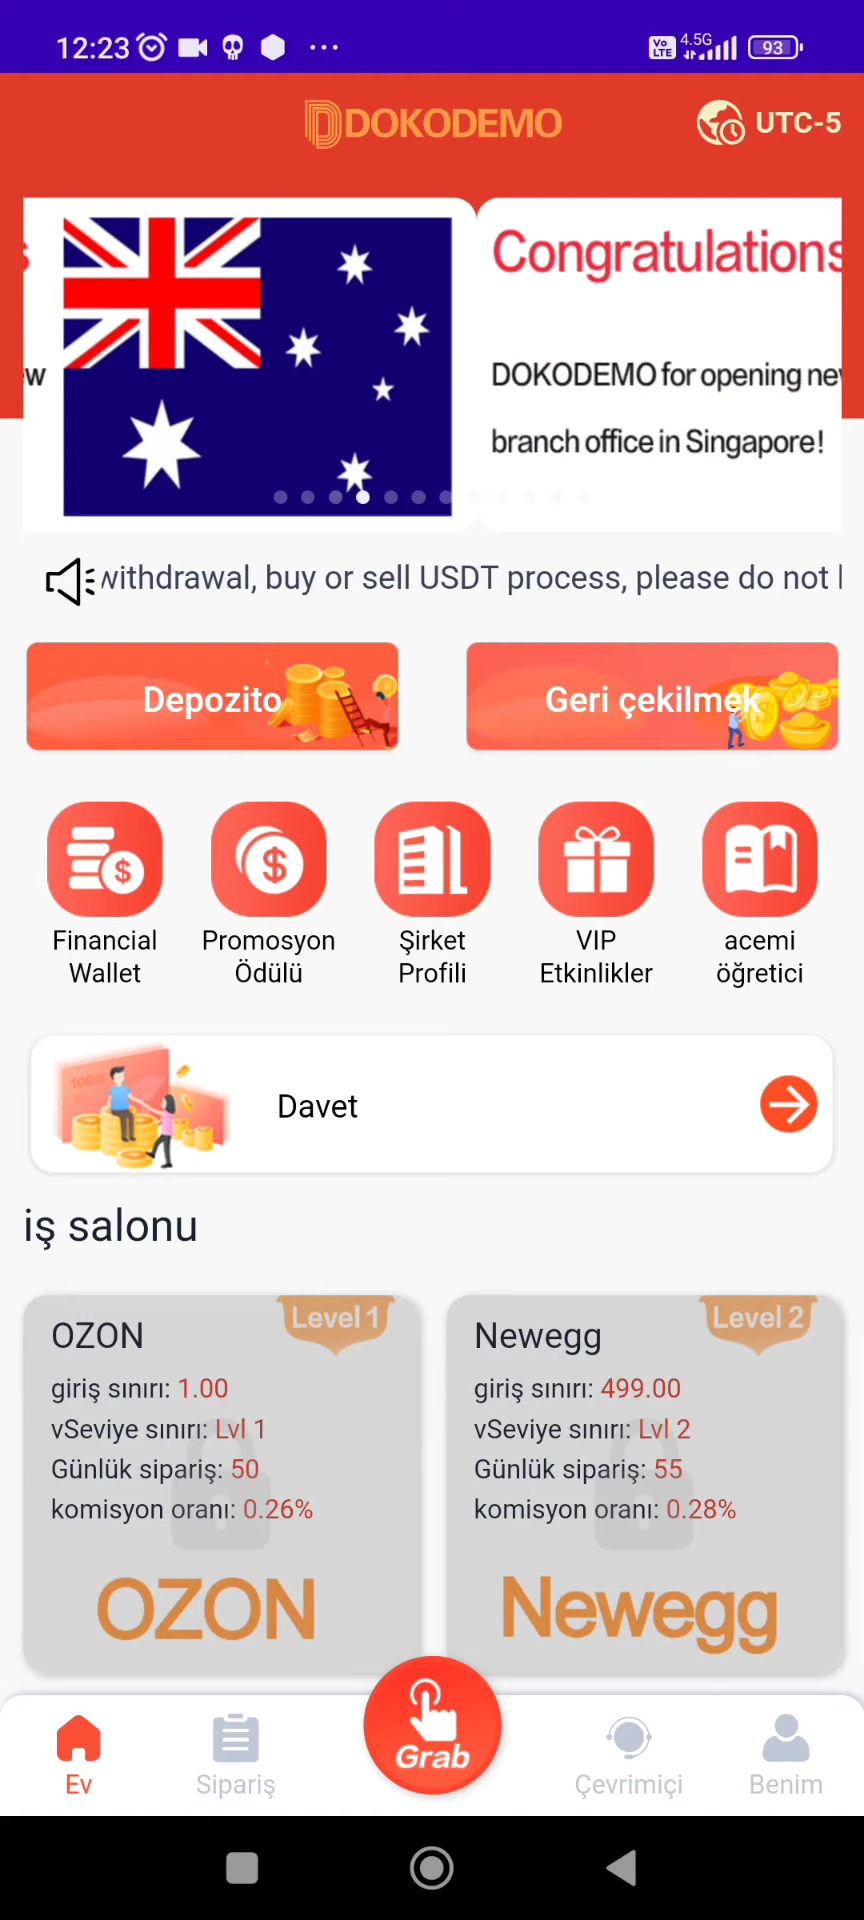 12:23
4.5G
Vo LTE
93
DOKODEMO
UTC-5
Congratulations
w
DOKODEMO for opening new
branch office in Singapore!
withdrawal, buy or sell USDT process, please do not
Depozito
Geri çekilmek
Financial Wallet
Promosyon Ödülü
Şirket Profili
VIP Etkinlikler
acemi öğretici
Davet
iş salonu
Level 1
OZON
giriş sınırı: 1.00
vSeviye sınırı: Lvl 1
Günlük sipariş: 50
komisyon oranı: 0.26%
OZON
Level 2
Newegg
giriş sınırı: 499.00
vSeviye sınırı: Lvl 2
Günlük sipariş: 55
komisyon oranı: 0.28%
Newegg
Ev
Sipariş
Grab
Çevrimiçi
Benim